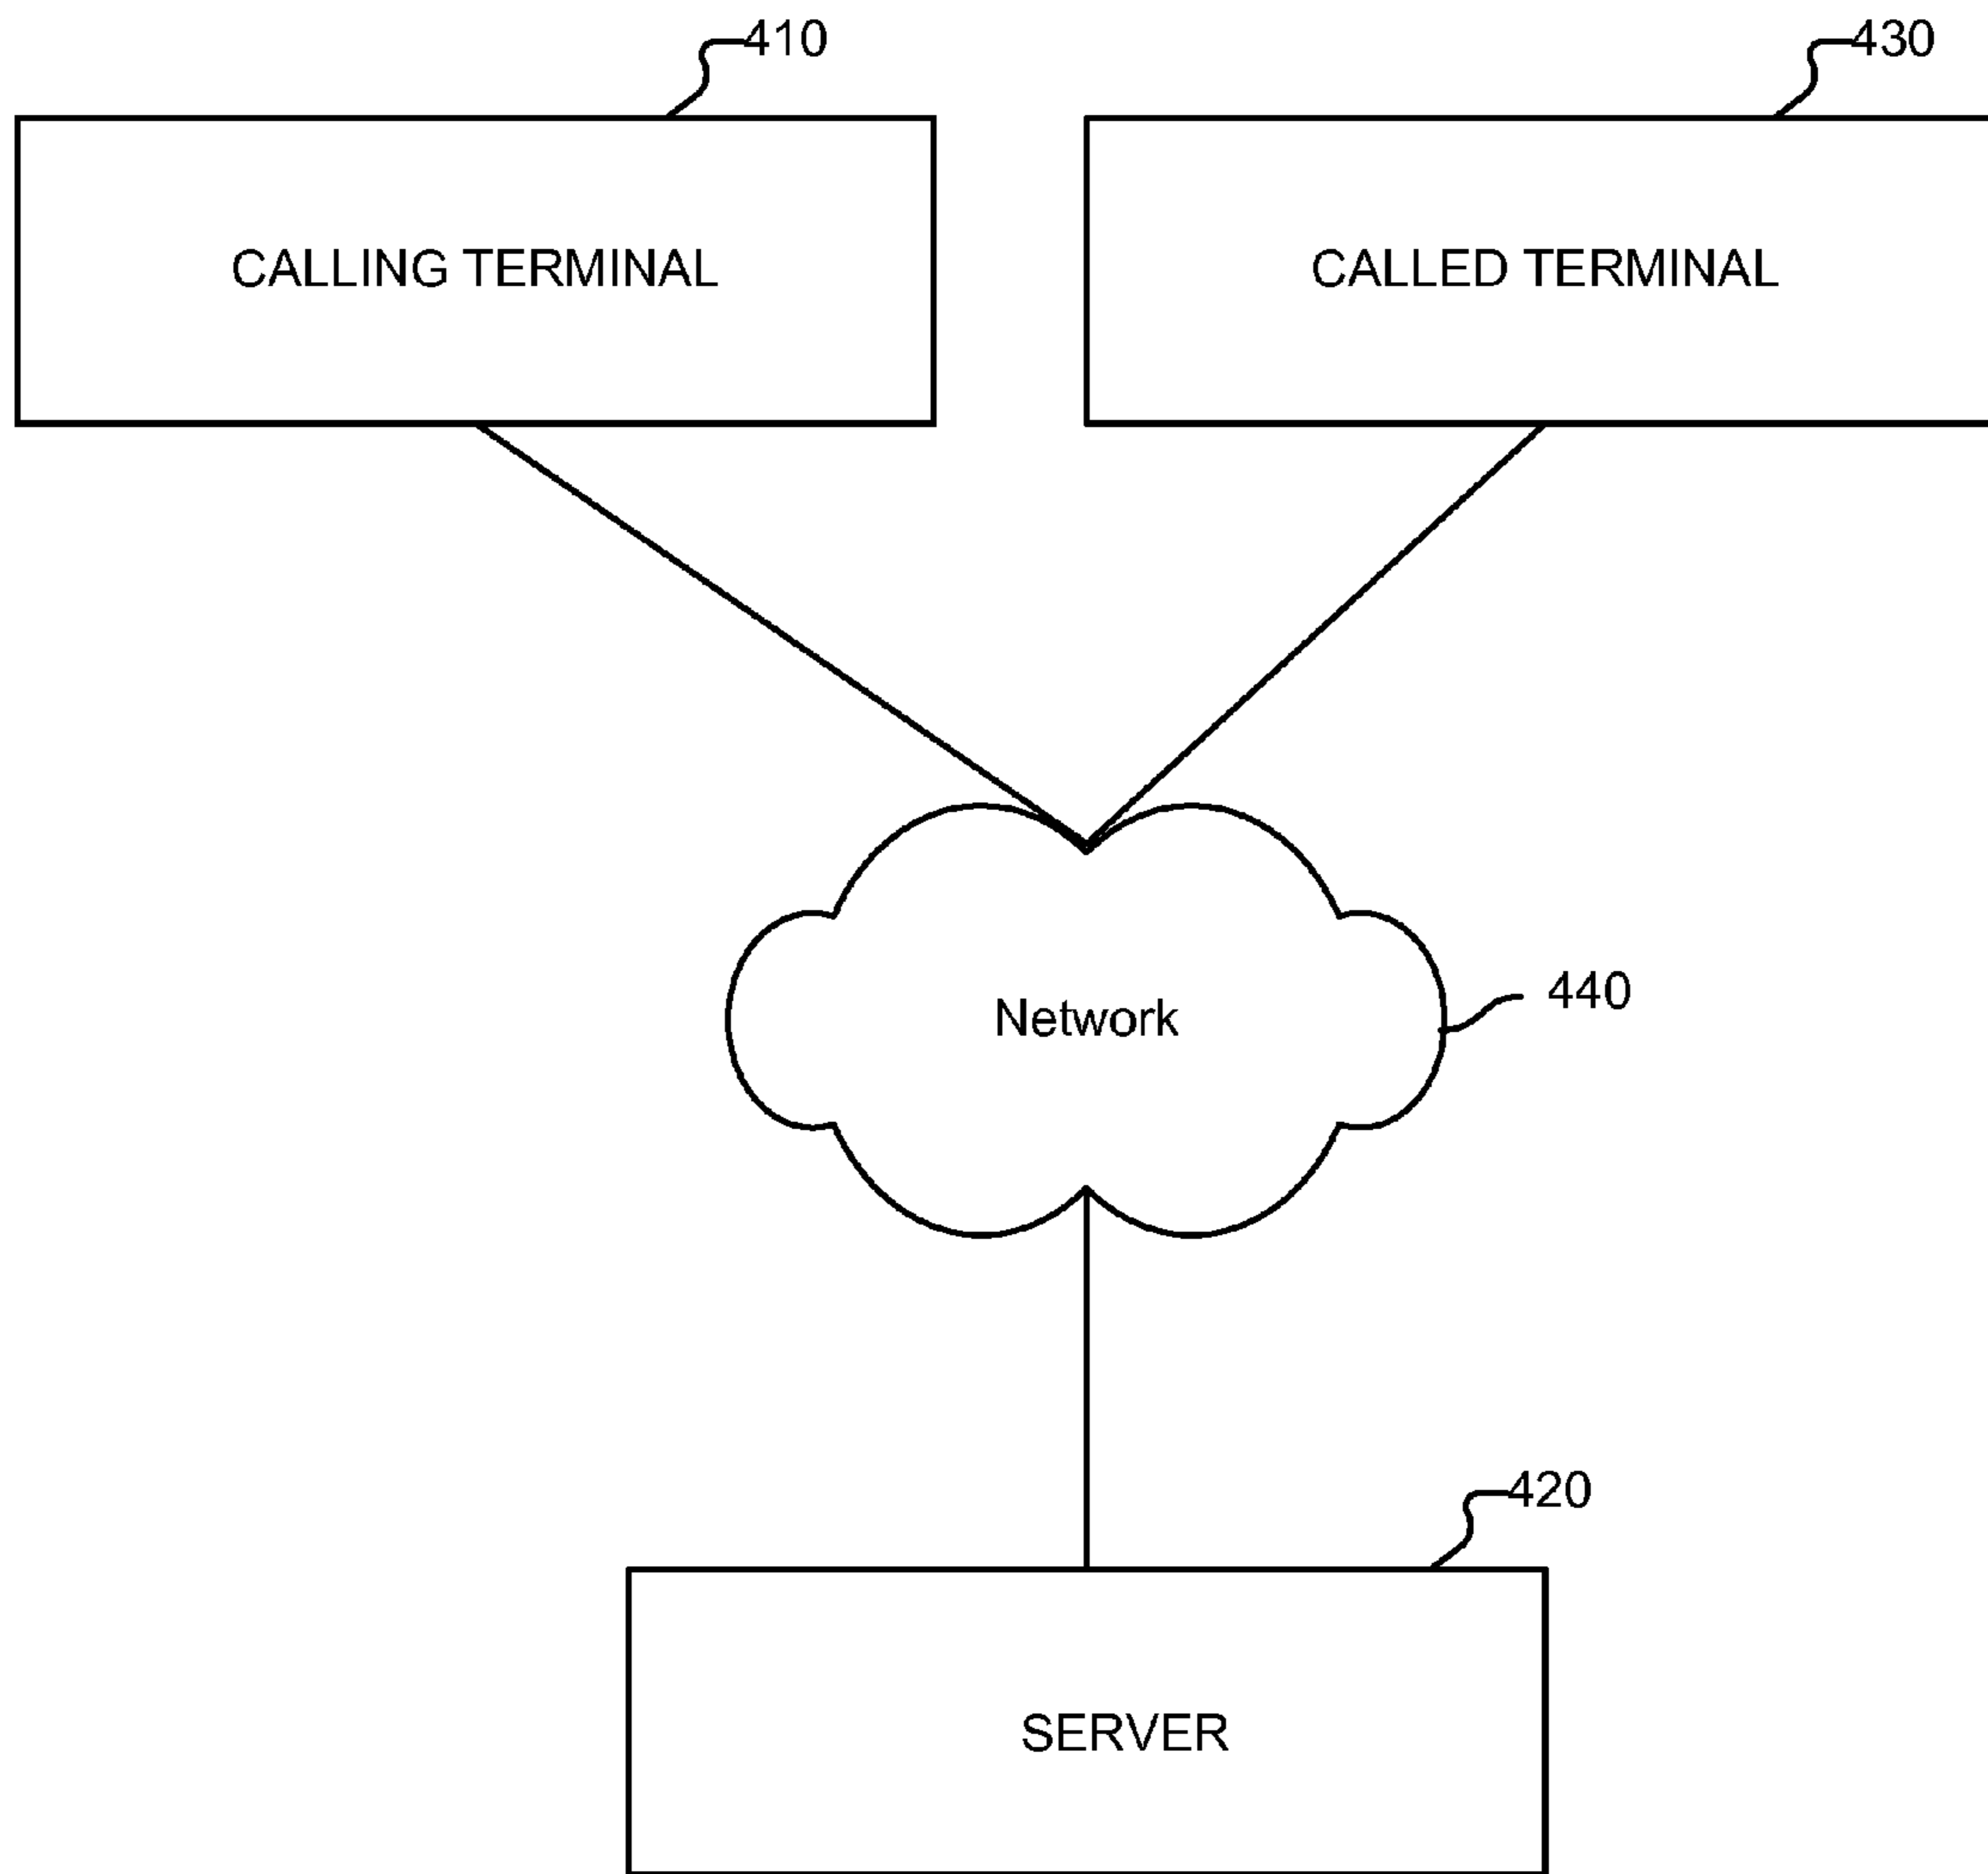 410
430
CALLING TERMINAL
CALLED TERMINAL
Network
440
420
SERVER